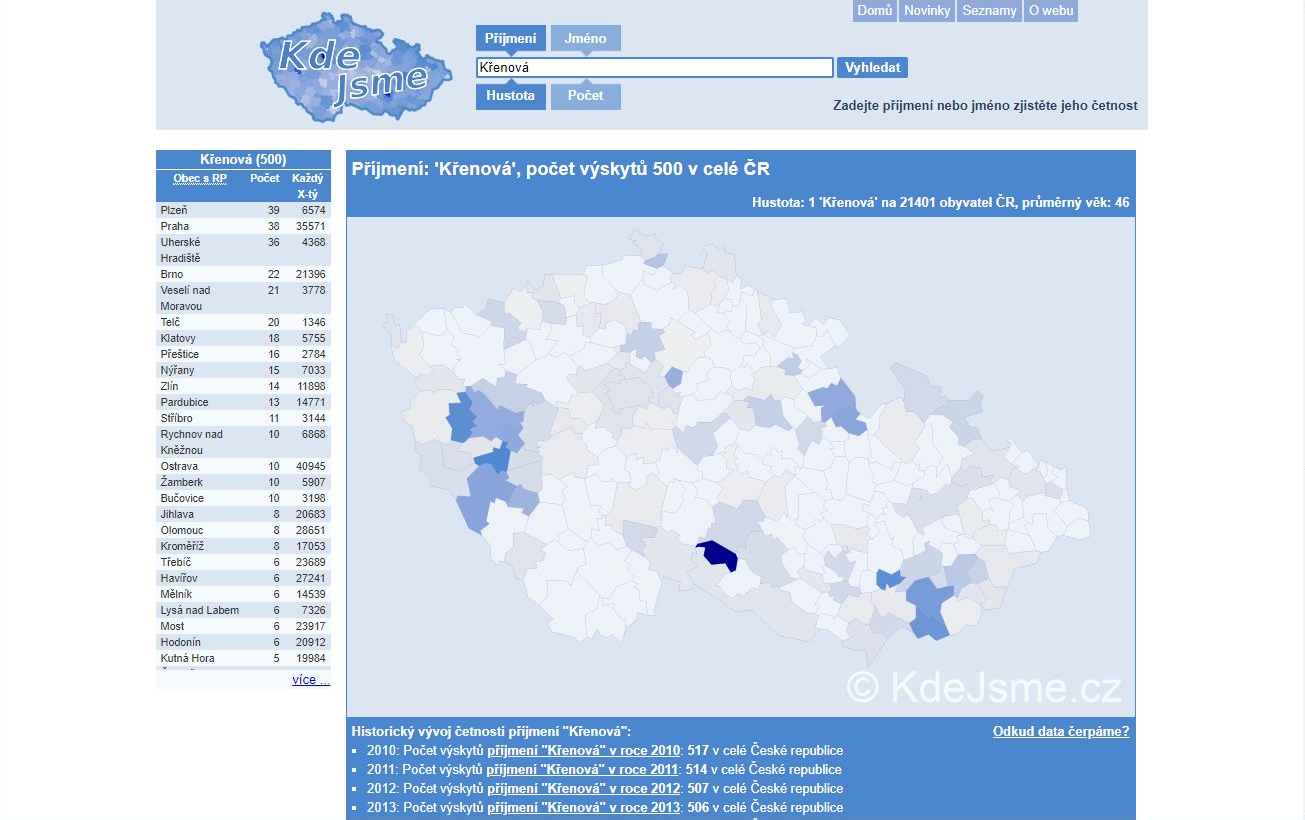 Domů Novinky Seznamy O webu
Kde Jsme
Příjmení Jméno
Křenová Vyhledat
Hustota Počet
Zadejte příjmení nebo jméno zjistěte jeho četnost
Křenová (500)
Obec s RP Počet Každý X-tý
Plzeň 39 6574
Praha 38 35571
Uherské Hradiště 36 4368
Brno 22 21396
Veselí nad Moravou 21 3778
Telč 20 1346
Klatovy 18 5755
Přeštice 16 2784
Nýřany 15 7033
Zlín 14 11898
Pardubice 13 14771
Stříbro 11 3144
Rychnov nad Kněžnou 10 6868
Ostrava 10 40945
Žamberk 10 5907
Bučovice 10 3198
Jihlava 8 20683
Olomouc 8 28651
Kroměříž 8 17053
Třebíč 6 23689
Havířov 6 27241
Mělník 6 14539
Lysá nad Labem 6 7326
Most 6 23917
Hodonín 6 20912
Kutná Hora 5 19984
více ...
Příjmení: 'Křenová', počet výskytů 500 v celé ČR
Hustota: 1 'Křenová' na 21401 obyvatel ČR, průměrný věk: 46
© KdeJsme.cz
Historický vývoj četnosti příjmení "Křenová": Odkud data čerpáme?
2010: Počet výskytů příjmení "Křenová" v roce 2010: 517 v celé České republice
2011: Počet výskytů příjmení "Křenová" v roce 2011: 514 v celé České republice
2012: Počet výskytů příjmení "Křenová" v roce 2012: 507 v celé České republice
2013: Počet výskytů příjmení "Křenová" v roce 2013: 506 v celé České republice